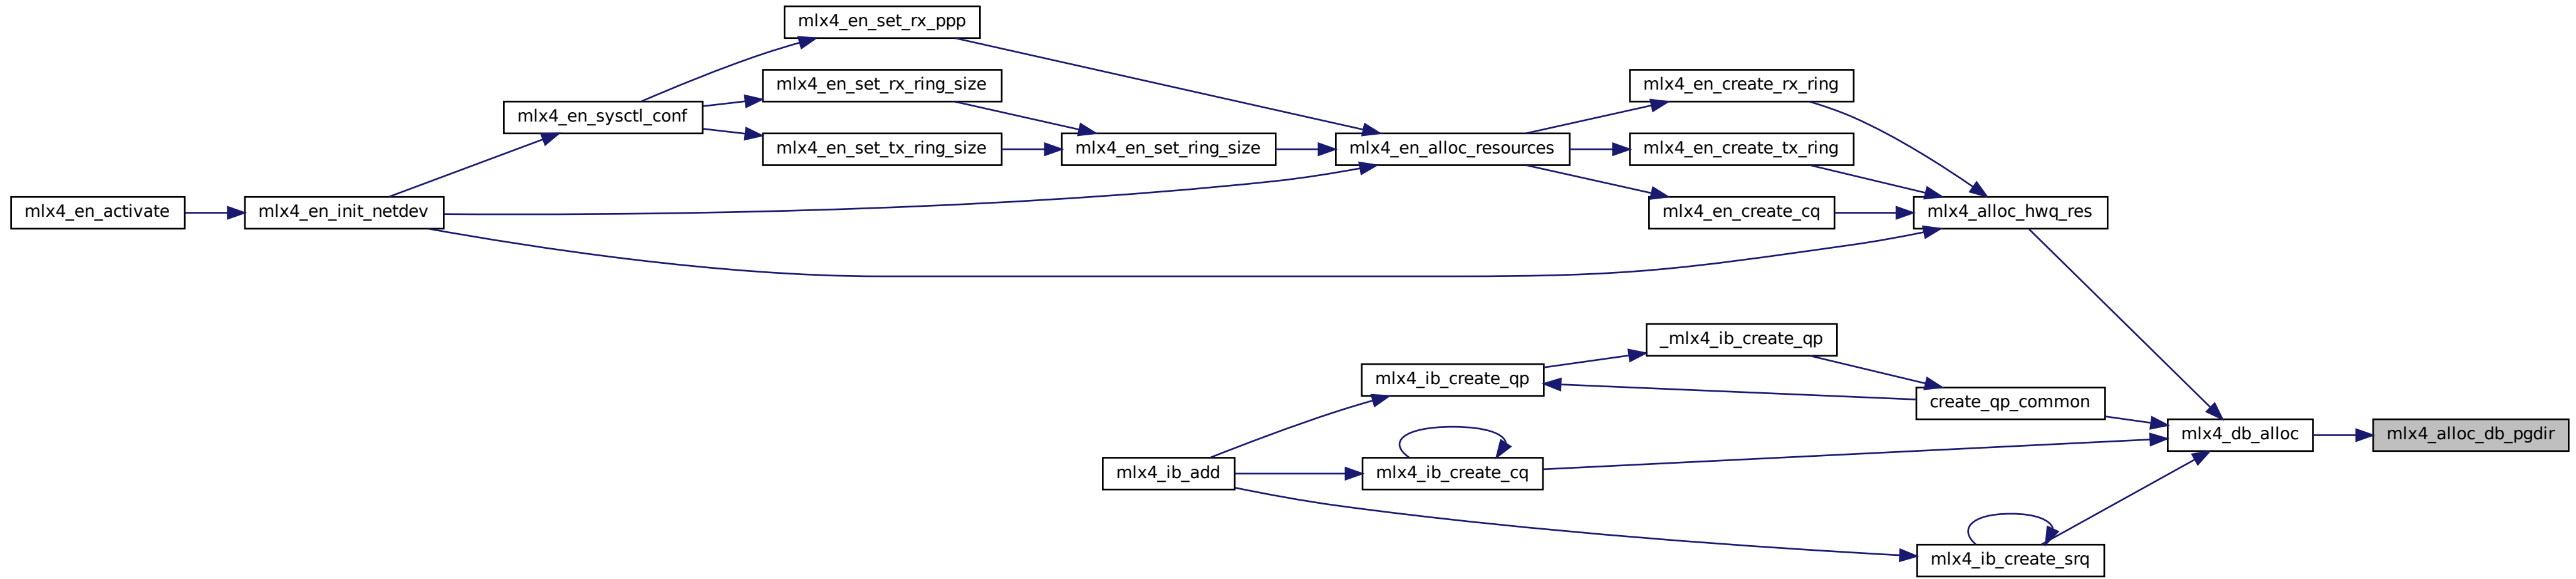 mlx4_en_set_rx_ppp
mlx4_en_set_rx_ring_size
mlx4_en_create_rx_ring
mlx4_en_sysctl_conf
mlx4_en_set_tx_ring_size
mlx4_en_set_ring_size
mlx4_en_alloc_resources
mlx4_en_create_tx_ring
mlx4_en_activate
mlx4_en_init_netdev
mlx4_en_create_cq
mlx4_alloc_hwq_res
_mlx4_ib_create_qp
mlx4_ib_create_qp
create_qp_common
mlx4_db_alloc
mlx4_alloc_db_pgdir
mlx4_ib_add
mlx4_ib_create_cq
mlx4_ib_create_srq